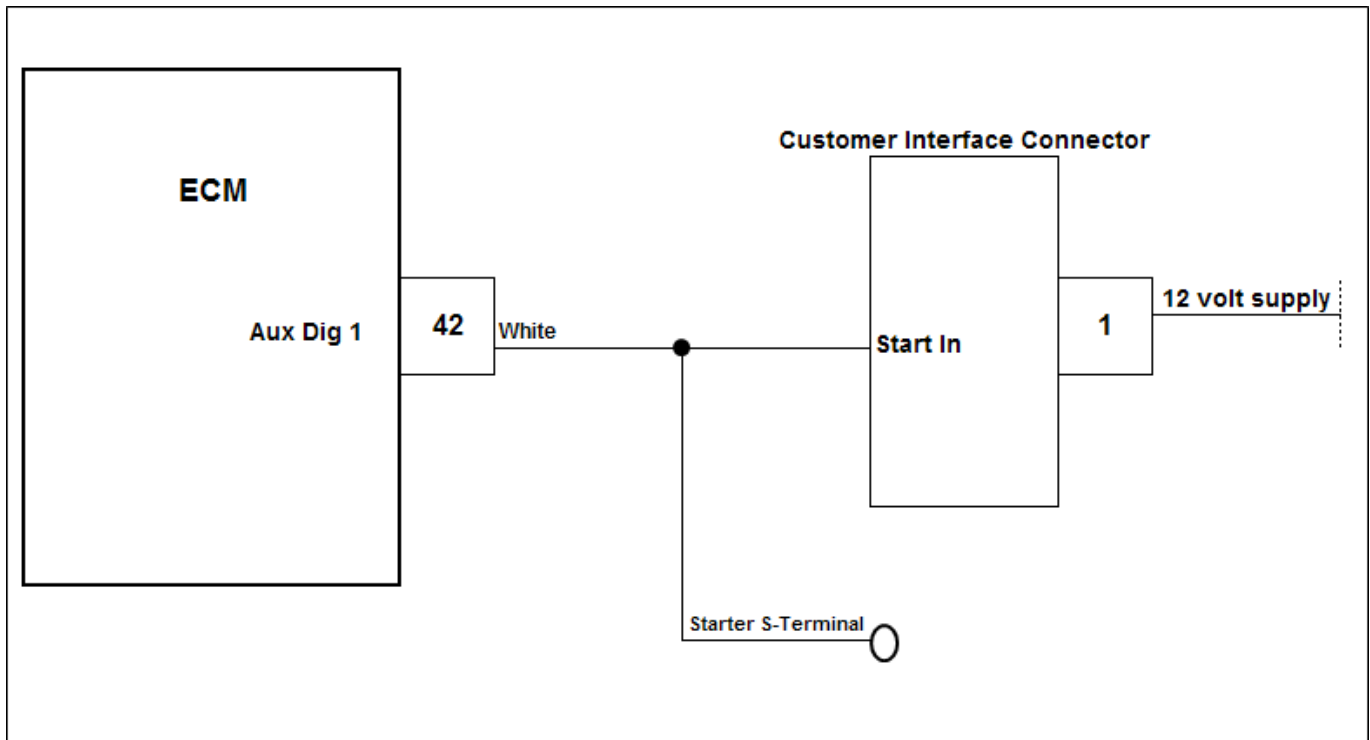 Customer Interface Connector
ECM
12 volt supply
Aux Dig 1
42
White
Start In
1
Starter S-Terminal